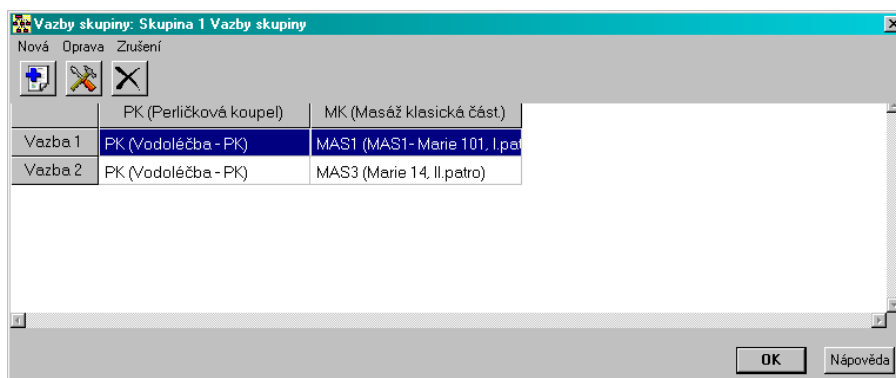 Vazby skupiny: Skupina 1 Vazby skupiny
Nová Oprava Zrušení
PK (Perličková koupel) MK (Masáž klasická část.)
Vazba 1 PK (Vodoléčba - PK) MAS1 (MAS1- Marie 101, I.pat
Vazba 2 PK (Vodoléčba - PK) MAS3 (Marie 14, II.patro)
OK Nápověda